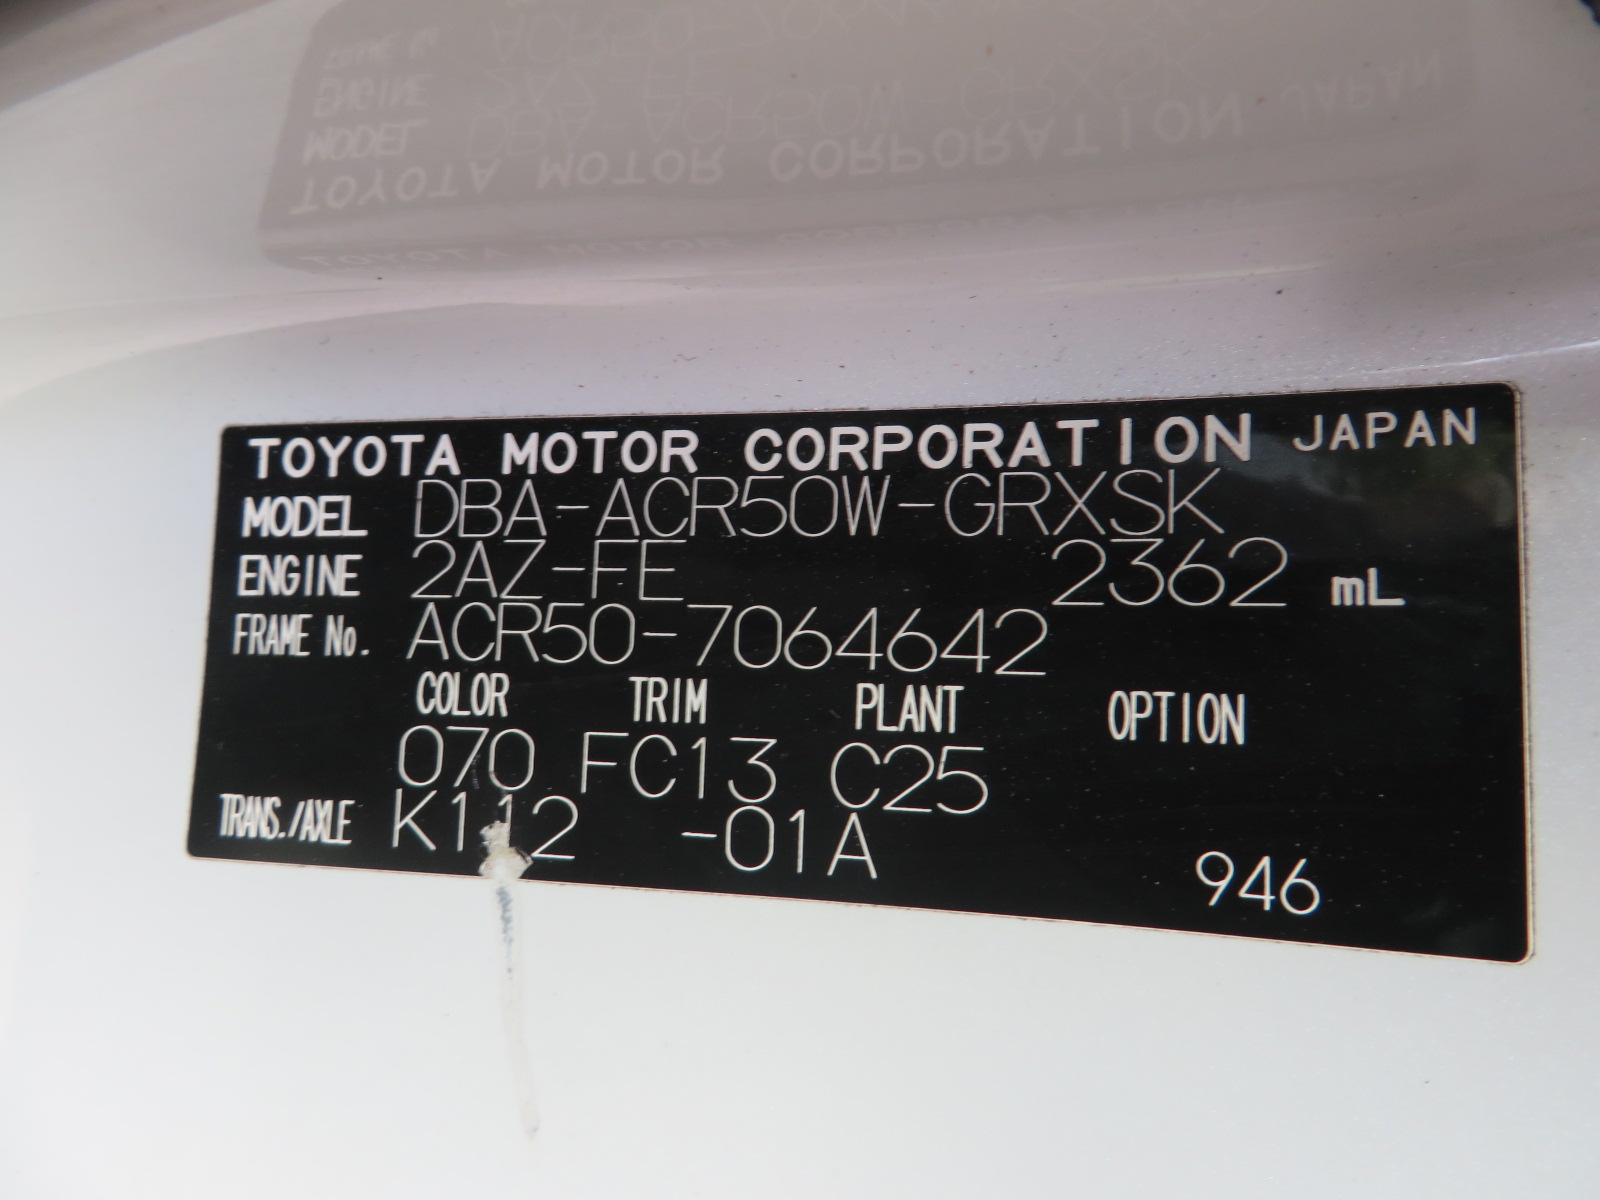 TOYOTA MOTOR CORPORATION JAPAN
MODEL DBA-ACR50W-GRXSK
ENGINE 2AZ-FE 2362 mL
FRAME No. ACR50-7064642
COLOR TRIM PLANT OPTION
070 FC13 C25
TRANS./AXLE K112 -01A
946